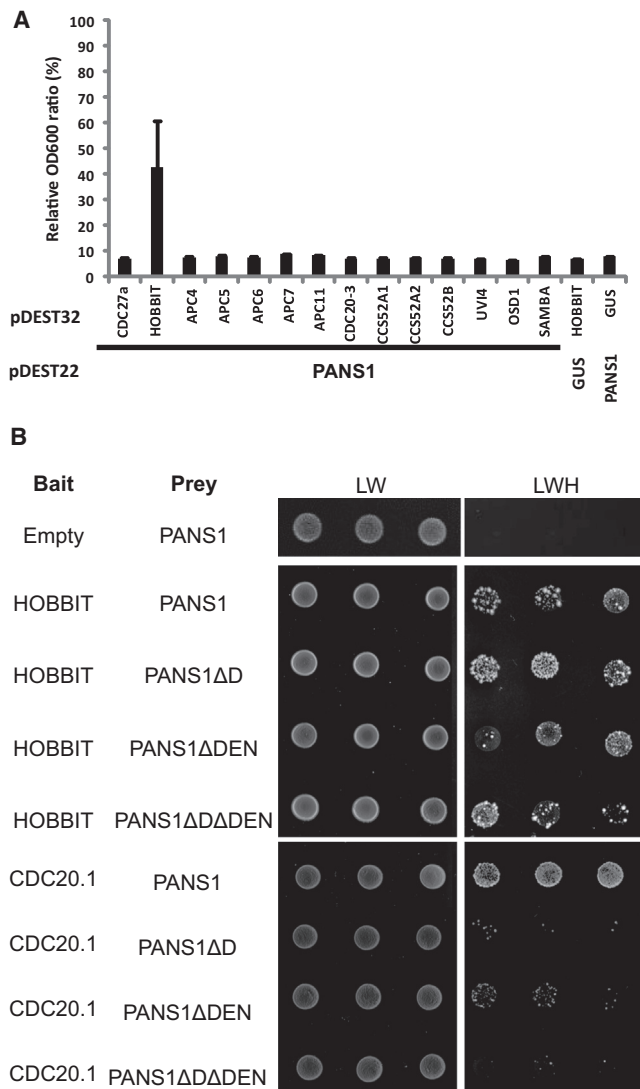 A
Relative OD600 ratio (%)
100
90
80
70
60
50
40
30
20
10
0
pDEST32
CDC27a
HOBBIT
APC4
APC5
APC6
APC7
APC11
CDC20-3
CCS52A1
CCS52A2
CCS52B
UVI4
OSD1
SAMBA
HOBBIT
GUS
pDEST22
PANS1
GUS
PANS1
B
Bait Prey LW LWH
Empty PANS1
HOBBIT PANS1
HOBBIT PANS1ΔD
HOBBIT PANS1ΔDEN
HOBBIT PANS1ΔDΔDEN
CDC20.1 PANS1
CDC20.1 PANS1ΔD
CDC20.1 PANS1ΔDEN
CDC20.1 PANS1ΔDΔDEN